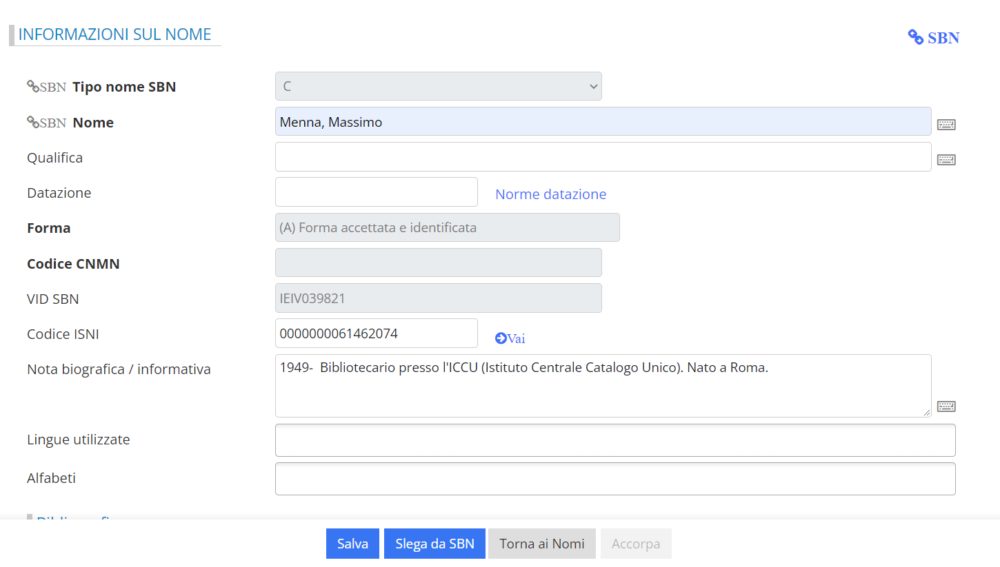 INFORMAZIONI SUL NOME
SBN
SBN Tipo nome SBN
C
SBN Nome
Menna, Massimo
Qualifica
Datazione
Norme datazione
Forma
(A) Forma accettata e identificata
Codice CNMN
VID SBN
IEIV039821
Codice ISNI
0000000061462074
Vai
Nota biografica / informativa
1949-  Bibliotecario presso l'ICCU (Istituto Centrale Catalogo Unico). Nato a Roma.
Lingue utilizzate
Alfabeti
Salva
Slega da SBN
Torna ai Nomi
Accorpa